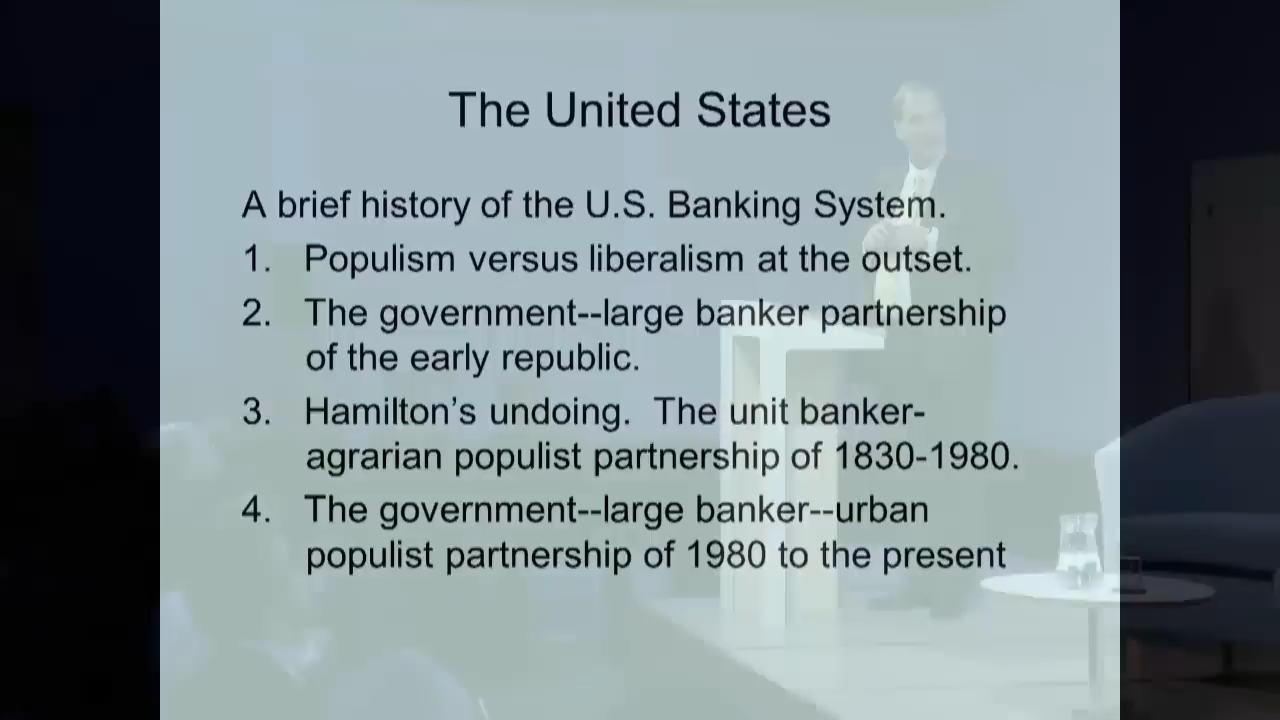 The United States
A brief history of the U.S. Banking System.
1. Populism versus liberalism at the outset.
2. The government--large banker partnership
of the early republic.
3. Hamilton's undoing. The unit banker-
agrarian populist partnership of 1830-1980.
4. The government--large banker--urban
populist partnership of 1980 to the present